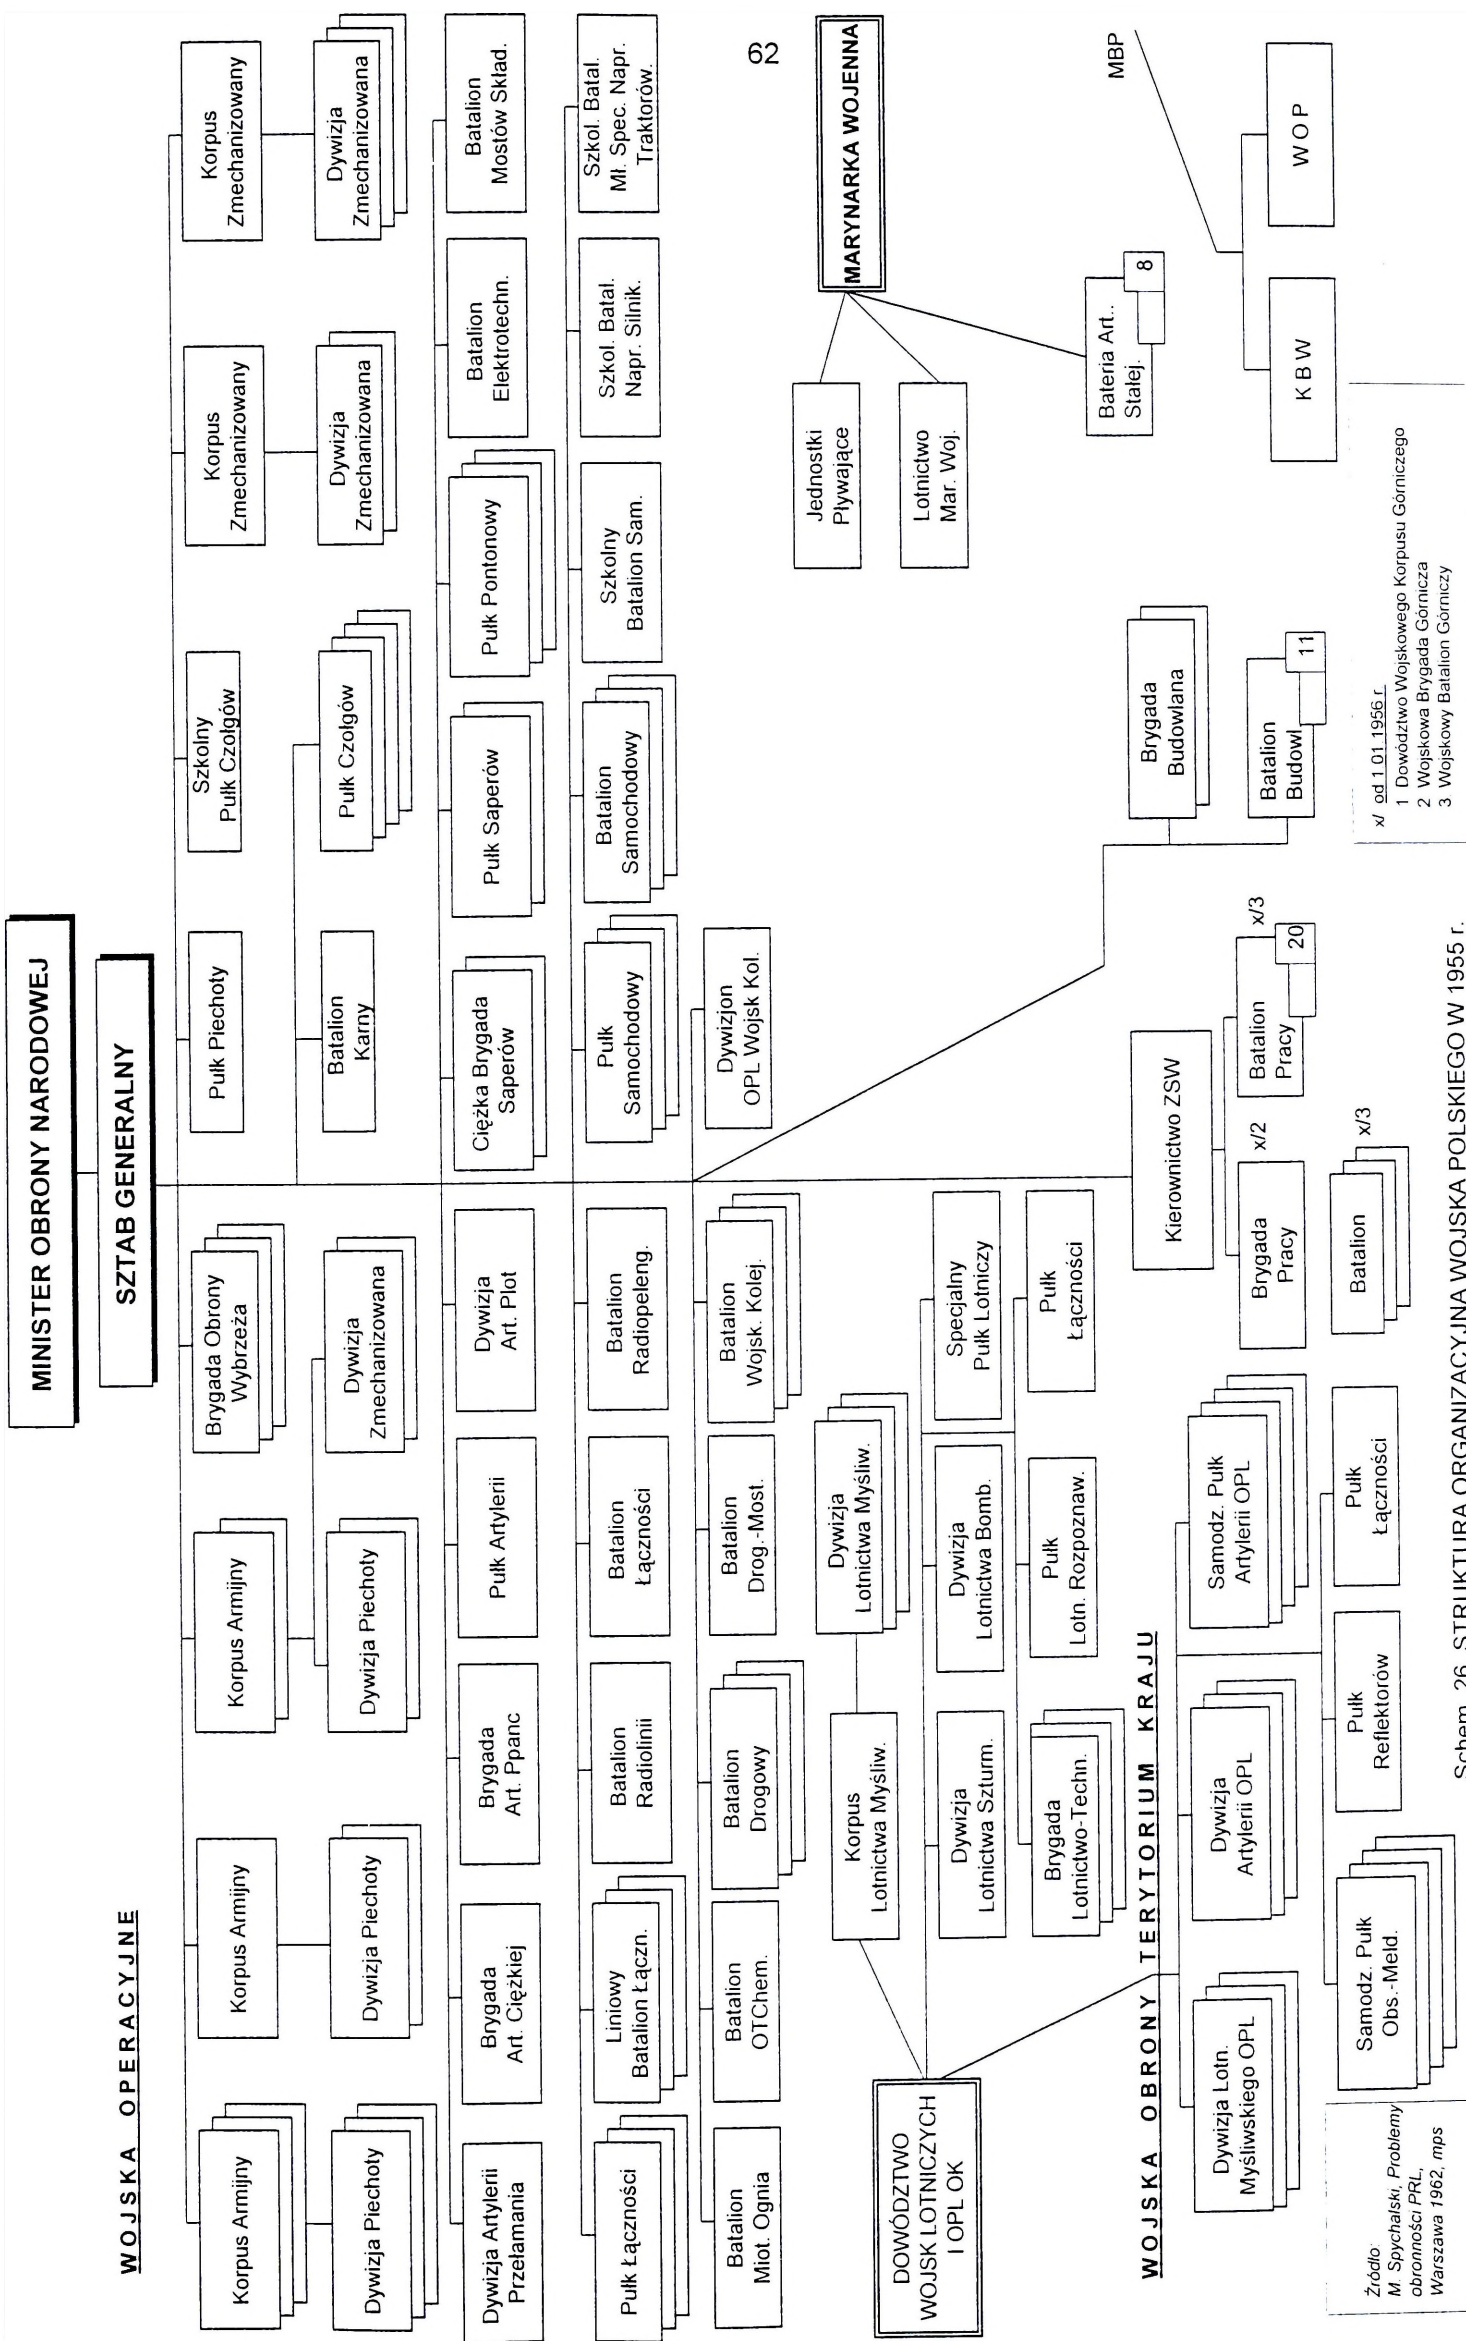 62
MINISTER OBRONY NARODOWEJ
SZTAB GENERALNY
WOJSKA OPERACYJNE
Korpus Armijny
Korpus Armijny
Korpus Armijny
Brygada Obrony
Wybrzeża
Pułk Piechoty
Szkolny
Pułk Czołgów
Korpus
Zmechanizowany
Korpus
Zmechanizowany
Dywizja Piechoty
Dywizja Piechoty
Dywizja Piechoty
Dywizja
Zmechanizowana
Batalion
Karny
Pułk Czołgów
Dywizja
Zmechanizowana
Dywizja
Zmechanizowana
Dywizja Artylerii
Przełamania
Brygada
Art. Ciężkiej
Brygada
Art. Ppanc
Pułk Artylerii
Dywizja
Art. Plot
Ciężka Brygada
Saperów
Pułk Saperów
Pułk Pontonowy
Batalion
Elektrotechn.
Batalion
Mostów Skład.
Pułk Łączności
Liniowy
Batalion Łączn.
Batalion
Radiolinii
Batalion
Łączności
Batalion
Radiopeleng.
Pułk
Samochodowy
Batalion
Samochodowy
Szkolny
Batalion Sam.
Szkol. Batal.
Napr. Silnik.
Szkol. Batal.
Mł. Spec. Napr.
Traktorów.
Batalion
Miot. Ognia
Batalion
OTChem.
Batalion
Drogowy
Batalion
Drog.-Most.
Batalion
Wojsk. Kolej.
Dywizjon
OPL Wojsk Kol.
DOWÓDZTWO
WOJSK LOTNICZYCH
I OPL OK
Korpus
Lotnictwa Myśliw.
Dywizja
Lotnictwa Myśliw.
Dywizja
Lotnictwa Szturm.
Dywizja
Lotnictwa Bomb.
Specjalny
Pułk Lotniczy
Brygada
Lotnictwo-Techn.
Pułk
Lotn. Rozpoznaw.
Pułk
Łączności
MARYNARKA WOJENNA
Jednostki
Pływające
Lotnictwo
Mar. Woj.
Bateria Art..
Stałej.
8
WOJSKA OBRONY TERYTORIUM KRAJU
Dywizja Lotn.
Myśliwskiego OPL
Dywizja
Artylerii OPL
Samodz. Pułk
Artylerii OPL
Samodz. Pułk
Obs.-Meld.
Pułk
Reflektorów
Pułk
Łączności
Kierownictwo ZSW
Brygada
Pracy
x/2
Batalion
Pracy
x/3
20
Batalion
x/3
Brygada
Budowlana
Batalion
Budowl
11
MBP
K B W
W O P
x/ od 1 01 1956 r
1 Dowództwo Wojskowego Korpusu Górniczego
2 Wojskowa Brygada Górnicza
3 Wojskowy Batalion Górniczy
Źródło:
M. Spychalski, Problemy
obronności PRL,
Warszawa 1962, mps
Schem. 26. STRUKTURA ORGANIZACYJNA WOJSKA POLSKIEGO W 1955 r.